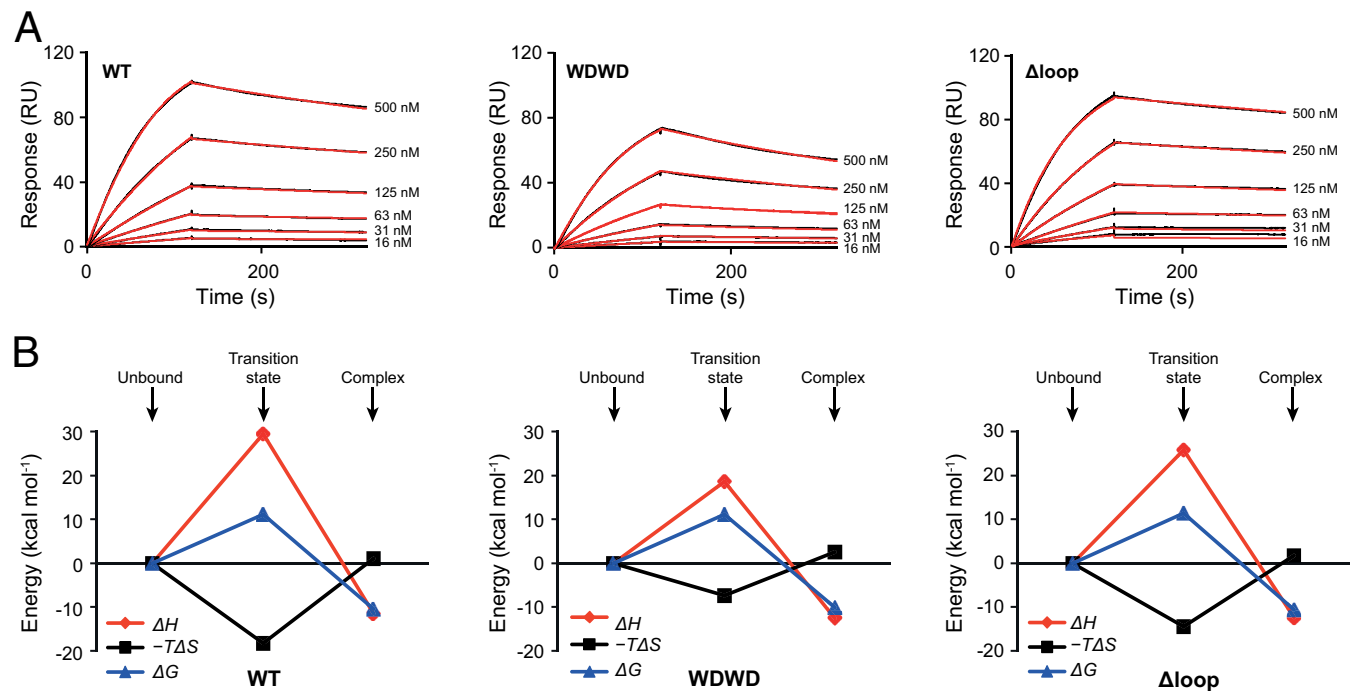 A
WT
Response (RU)
120
80
40
0
0
200
Time (s)
500 nM
250 nM
125 nM
63 nM
31 nM
16 nM
WDWD
Response (RU)
120
80
40
0
0
200
Time (s)
500 nM
250 nM
125 nM
63 nM
31 nM
16 nM
Δloop
Response (RU)
120
80
40
0
0
200
Time (s)
500 nM
250 nM
125 nM
63 nM
31 nM
16 nM
B
Unbound
Transition
state
Complex
Energy (kcal mol⁻¹)
30
20
10
0
-10
-20
ΔH
−TΔS
ΔG
WT
Unbound
Transition
state
Complex
Energy (kcal mol⁻¹)
30
20
10
0
-10
-20
ΔH
−TΔS
ΔG
WDWD
Unbound
Transition
state
Complex
Energy (kcal mol⁻¹)
30
20
10
0
-10
-20
ΔH
−TΔS
ΔG
Δloop